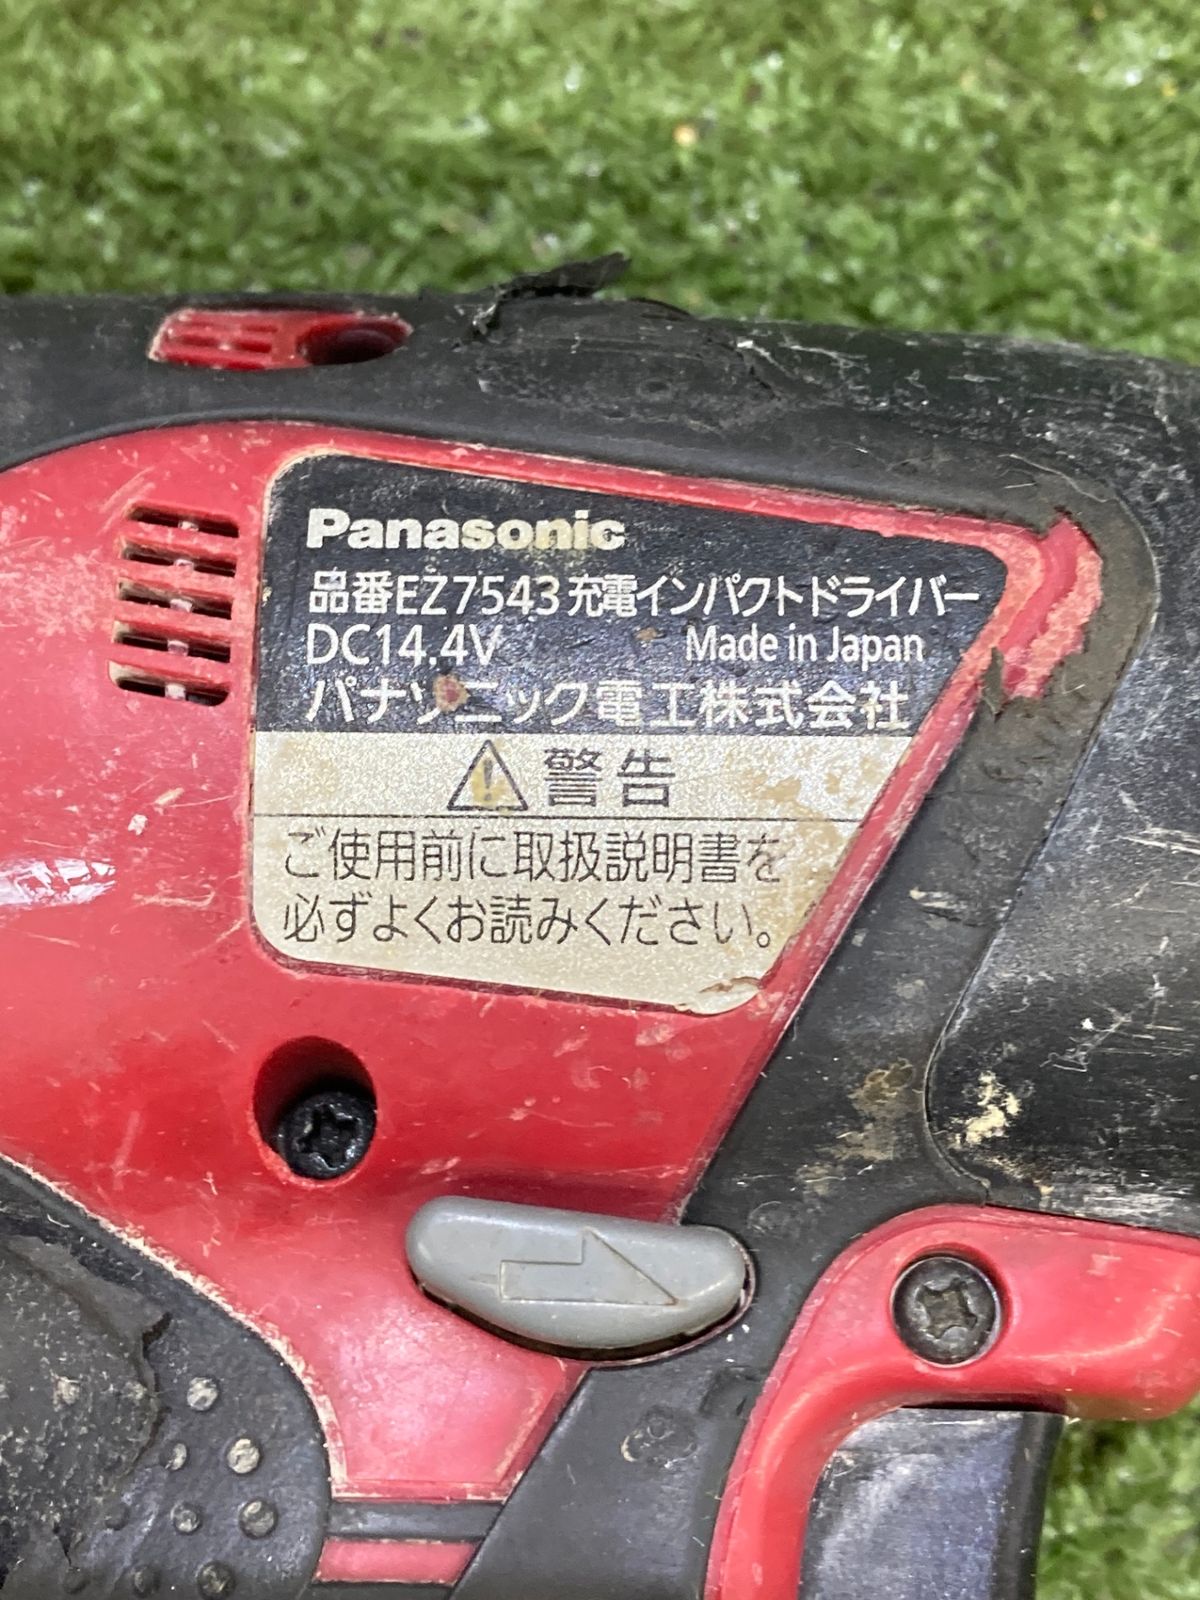 Panasonic
品番EZ7543 充電インパクトドライバー
DC14.4V Made in Japan
パナソニック電工株式会社
警告
ご使用前に取扱説明書を
必ずよくお読みください。